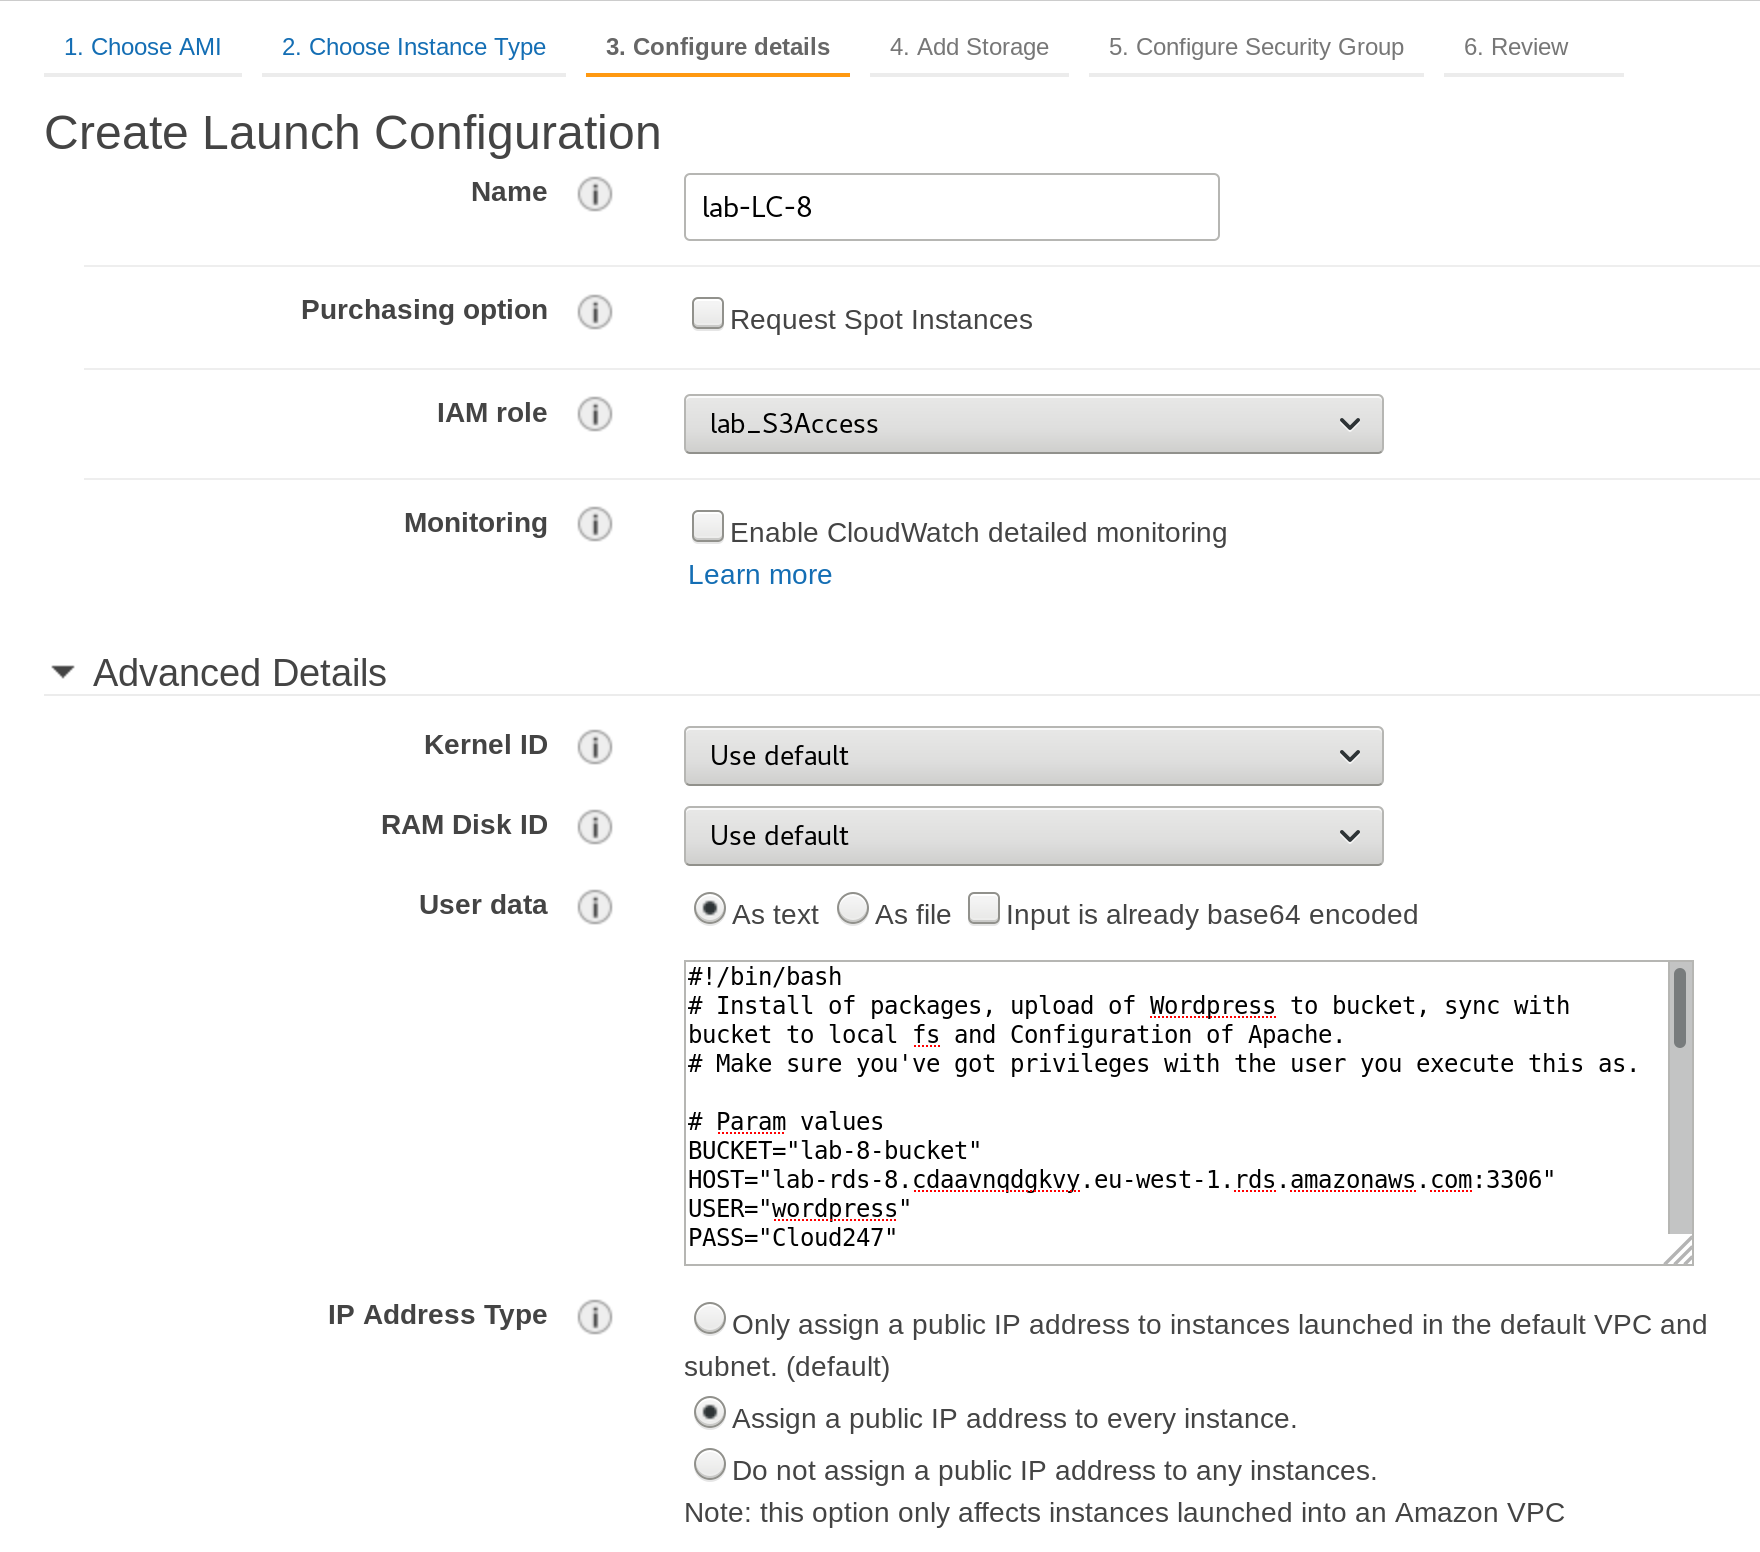 1. Choose AMI 2. Choose Instance Type 3. Configure details 4. Add Storage 5. Configure Security Group 6. Review
Create Launch Configuration
Name lab-LC-8
Purchasing option Request Spot Instances
IAM role lab_S3Access
Monitoring Enable CloudWatch detailed monitoring
Learn more
Advanced Details
Kernel ID Use default
RAM Disk ID Use default
User data As text As file Input is already base64 encoded
#!/bin/bash
# Install of packages, upload of Wordpress to bucket, sync with
bucket to local fs and Configuration of Apache.
# Make sure you've got privileges with the user you execute this as.
# Param values
BUCKET="lab-8-bucket"
HOST="lab-rds-8.cdaavnqdgkvy.eu-west-1.rds.amazonaws.com:3306"
USER="wordpress"
PASS="Cloud247"
IP Address Type Only assign a public IP address to instances launched in the default VPC and
subnet. (default)
Assign a public IP address to every instance.
Do not assign a public IP address to any instances.
Note: this option only affects instances launched into an Amazon VPC